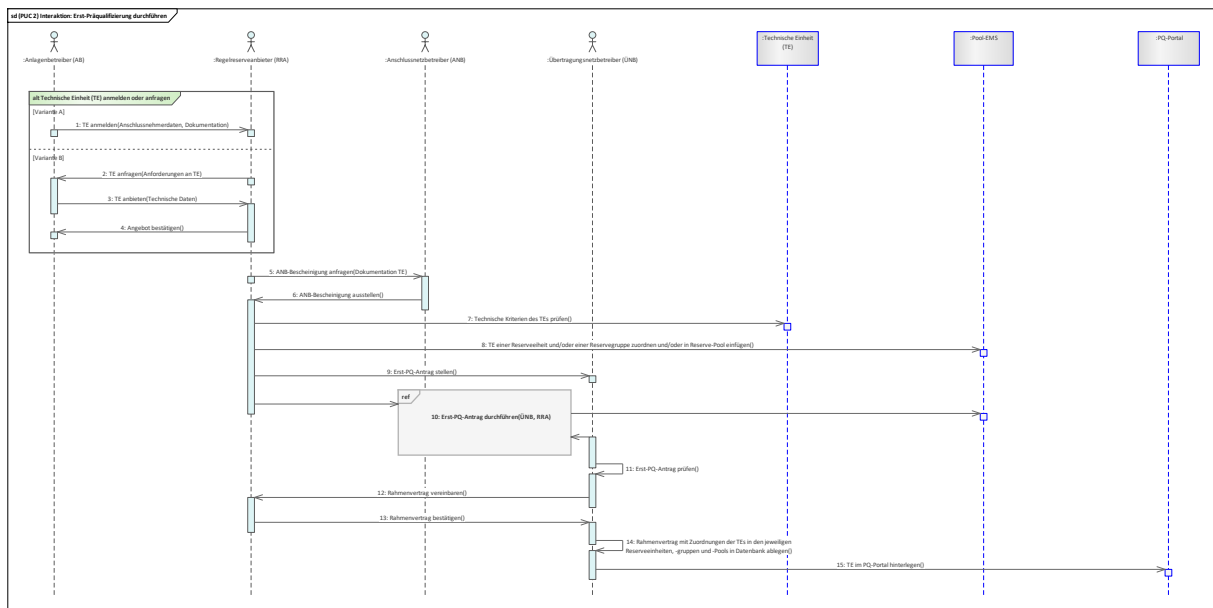 sd (PUC 2) Interaktion: Erst-Präqualifizierung durchführen
:Anlagenbetreiber (AB)
:Regelreserveanbieter (RRA)
:Anschlussnetzbetreiber (ANB)
:Übertragungsnetzbetreiber (ÜNB)
:Technische Einheit
(TE)
:Pool-EMS
:PQ-Portal
alt Technische Einheit (TE) anmelden oder anfragen
[Variante A]
1: TE anmelden(Anschlussnehmerdaten, Dokumentation)
[Variante B]
2: TE anfragen(Anforderungen an TE)
3: TE anbieten(Technische Daten)
4: Angebot bestätigen()
5: ANB-Bescheinigung anfragen(Dokumentation TE)
6: ANB-Bescheinigung ausstellen()
7: Technische Kriterien des TEs prüfen()
8: TE einer Reserveeiheit und/oder einer Reservegruppe zuordnen und/oder in Reserve-Pool einfügen()
9: Erst-PQ-Antrag stellen()
ref
10: Erst-PQ-Antrag durchführen(ÜNB, RRA)
11: Erst-PQ-Antrag prüfen()
12: Rahmenvertrag vereinbaren()
13: Rahmenvertrag bestätigen()
14: Rahmenvertrag mit Zuordnungen der TEs in den jeweiligen
Reserveeinheiten, -gruppen und -Pools in Datenbank ablegen()
15: TE im PQ-Portal hinterlegen()